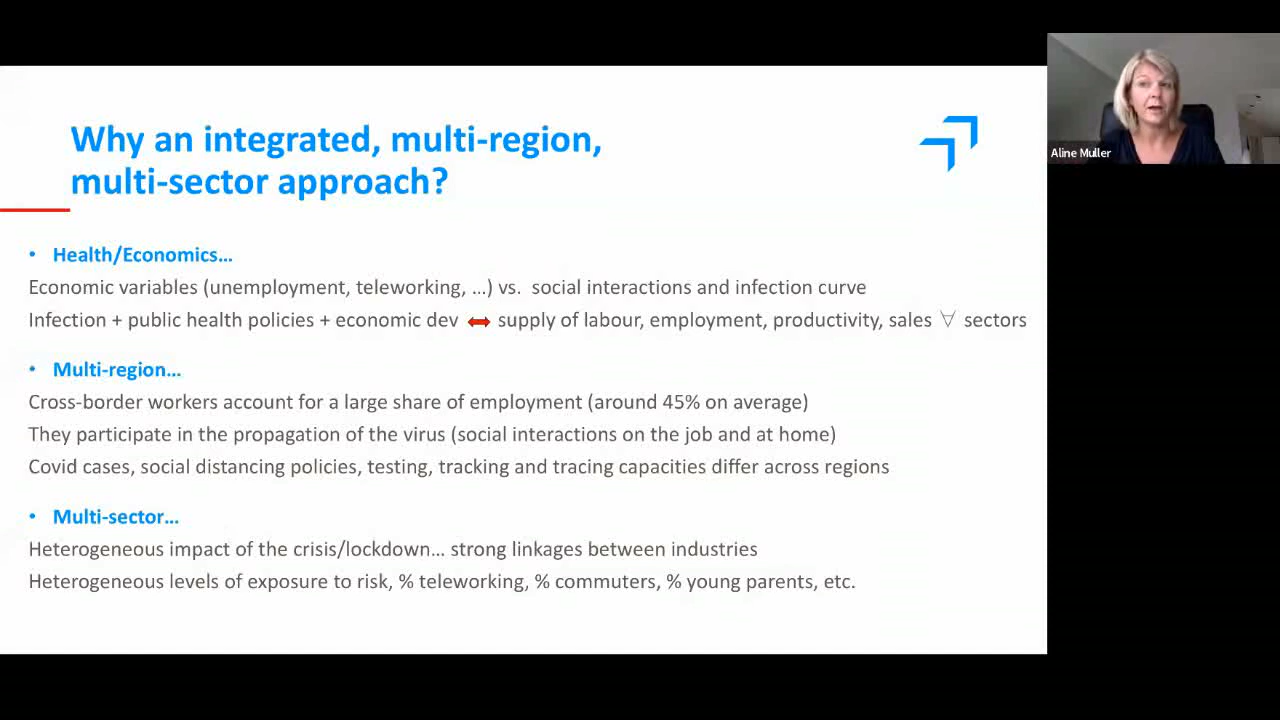 Why an integrated, multi-region,
multi-sector approach?
Aline Muller
• Health/Economics...
Economic variables (unemployment, teleworking, ...) vs. social interactions and infection curve
Infection + public health policies + economic dev ⬌ supply of labour, employment, productivity, sales ∀ sectors
• Multi-region...
Cross-border workers account for a large share of employment (around 45% on average)
They participate in the propagation of the virus (social interactions on the job and at home)
Covid cases, social distancing policies, testing, tracking and tracing capacities differ across regions
• Multi-sector...
Heterogeneous impact of the crisis/lockdown... strong linkages between industries
Heterogeneous levels of exposure to risk, % teleworking, % commuters, % young parents, etc.